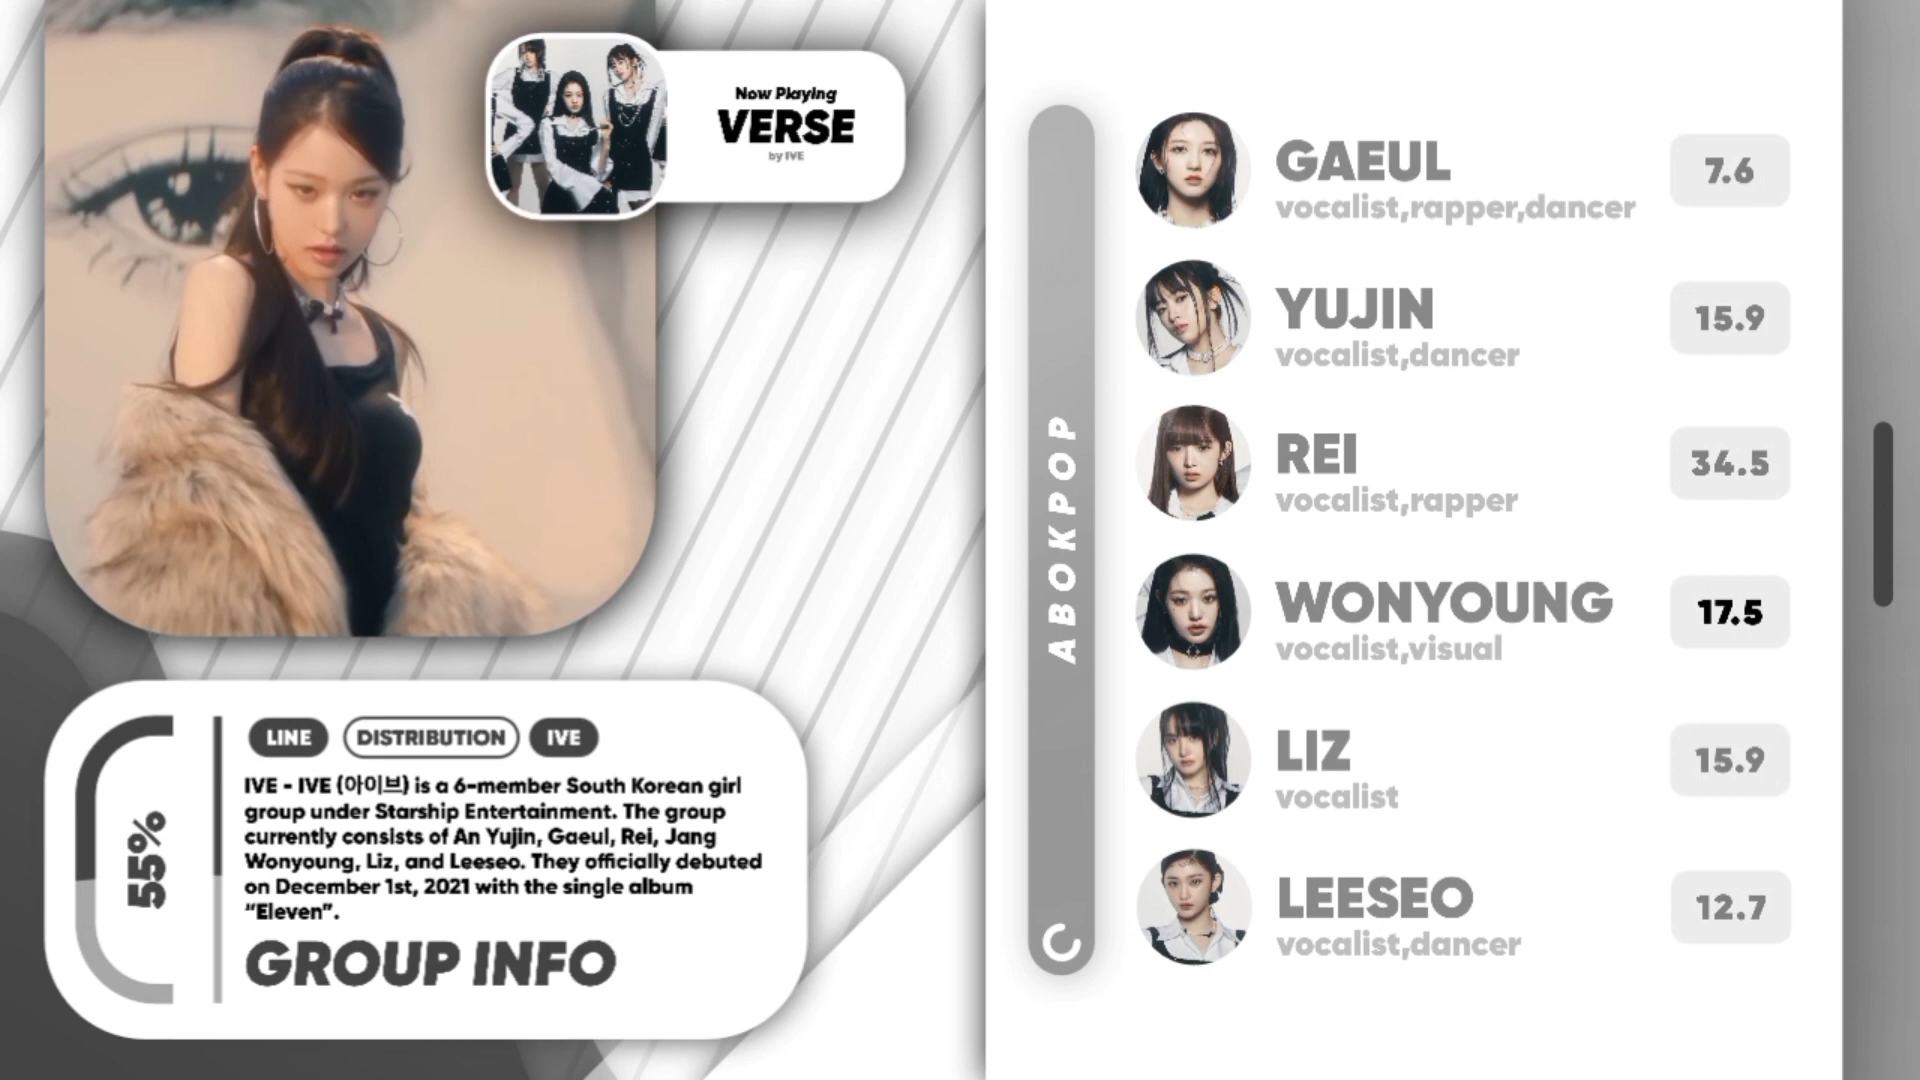 Now Playing
VERSE
by IVE
LINE DISTRIBUTION IVE
IVE - IVE (아이브) is a 6-member South Korean girl
group under Starship Entertainment. The group
currently consists of An Yujin, Gaeul, Rei, Jang
Wonyoung, Liz, and Leeseo. They officially debuted
on December 1st, 2021 with the single album
“Eleven”.
GROUP INFO
55%
ABOKPOP
GAEUL
vocalist,rapper,dancer
7.6
YUJIN
vocalist,dancer
15.9
REI
vocalist,rapper
34.5
WONYOUNG
vocalist,visual
17.5
LIZ
vocalist
15.9
LEESEO
vocalist,dancer
12.7